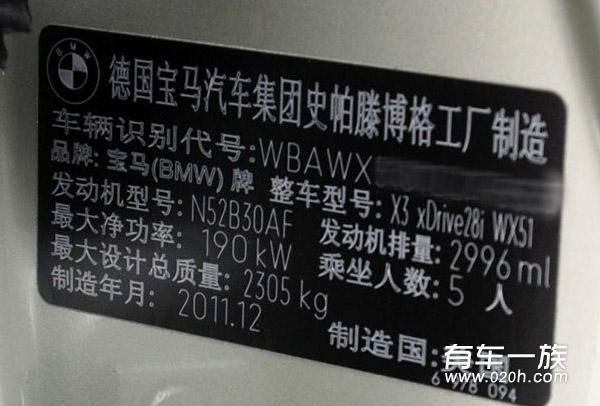 BMW
德国宝马汽车集团史帕滕博格工厂制造
车辆识别代号:WBAWX
品牌:宝马(BMW)牌 整车型号:X3 xDrive28i WX51
发动机型号:N52B30AF 发动机排量:2996ml
最大净功率:190kW 乘坐人数:5 人
最大设计总质量:2305kg
制造年月:2011.12
制造国:
094
有车一族
www.020h.com